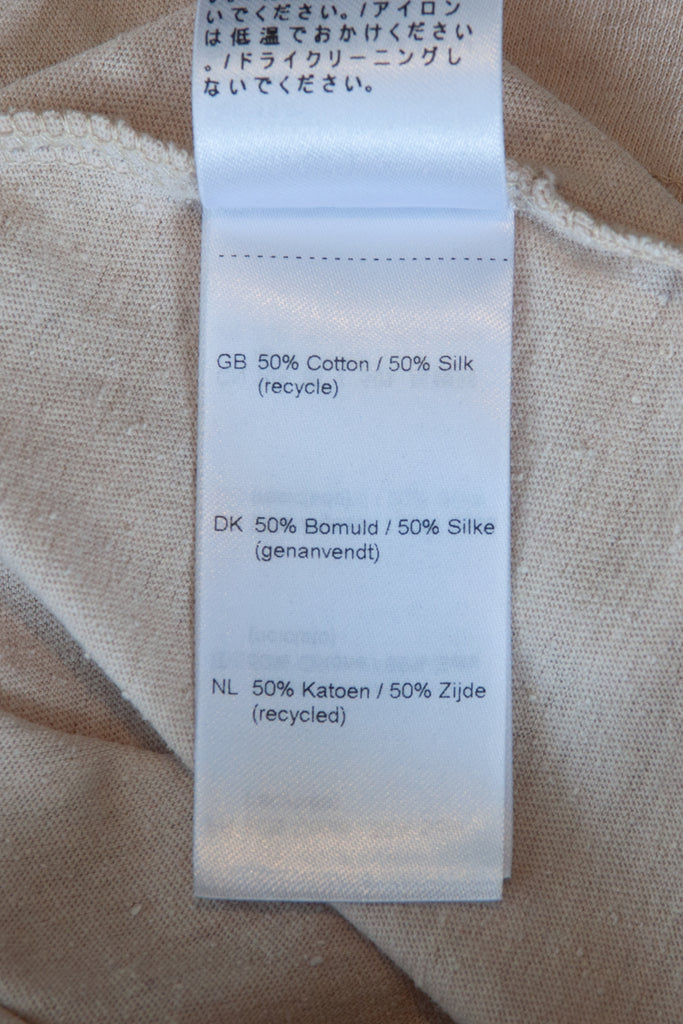 いでください。/アイロン
は低温でおかけください
。/ドライクリーニングし
ないでください。
GB 50% Cotton / 50% Silk
(recycle)
DK 50% Bomuld / 50% Silke
(genanvendt)
NL 50% Katoen / 50% Zijde
(recycled)